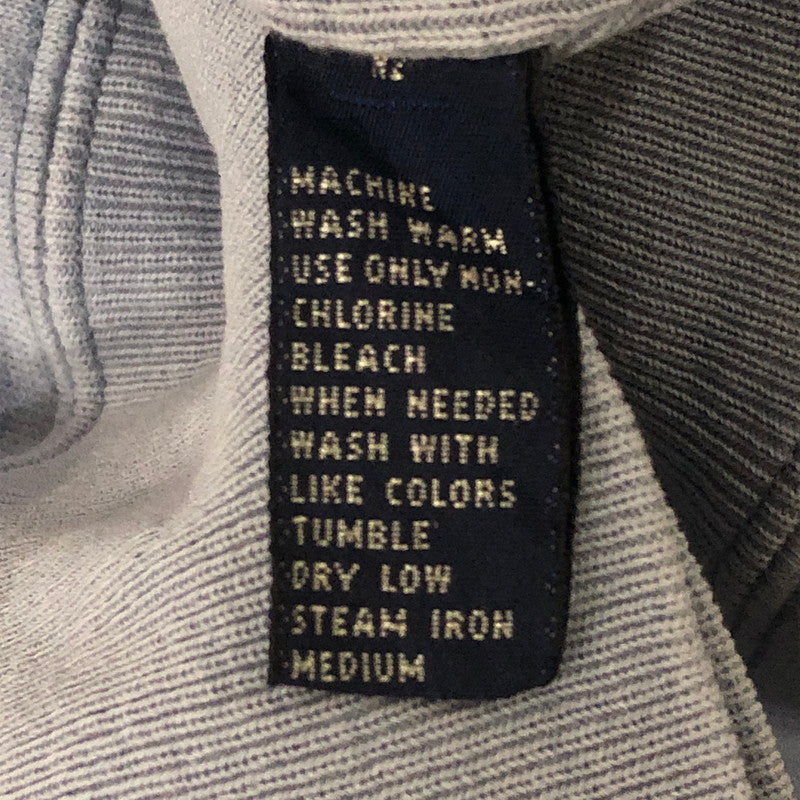 MACHINE
WASH WARM
USE ONLY NON-
CHLORINE
BLEACH
WHEN NEEDED
WASH WITH
LIKE COLORS
TUMBLE
DRY LOW
STEAM IRON
MEDIUM